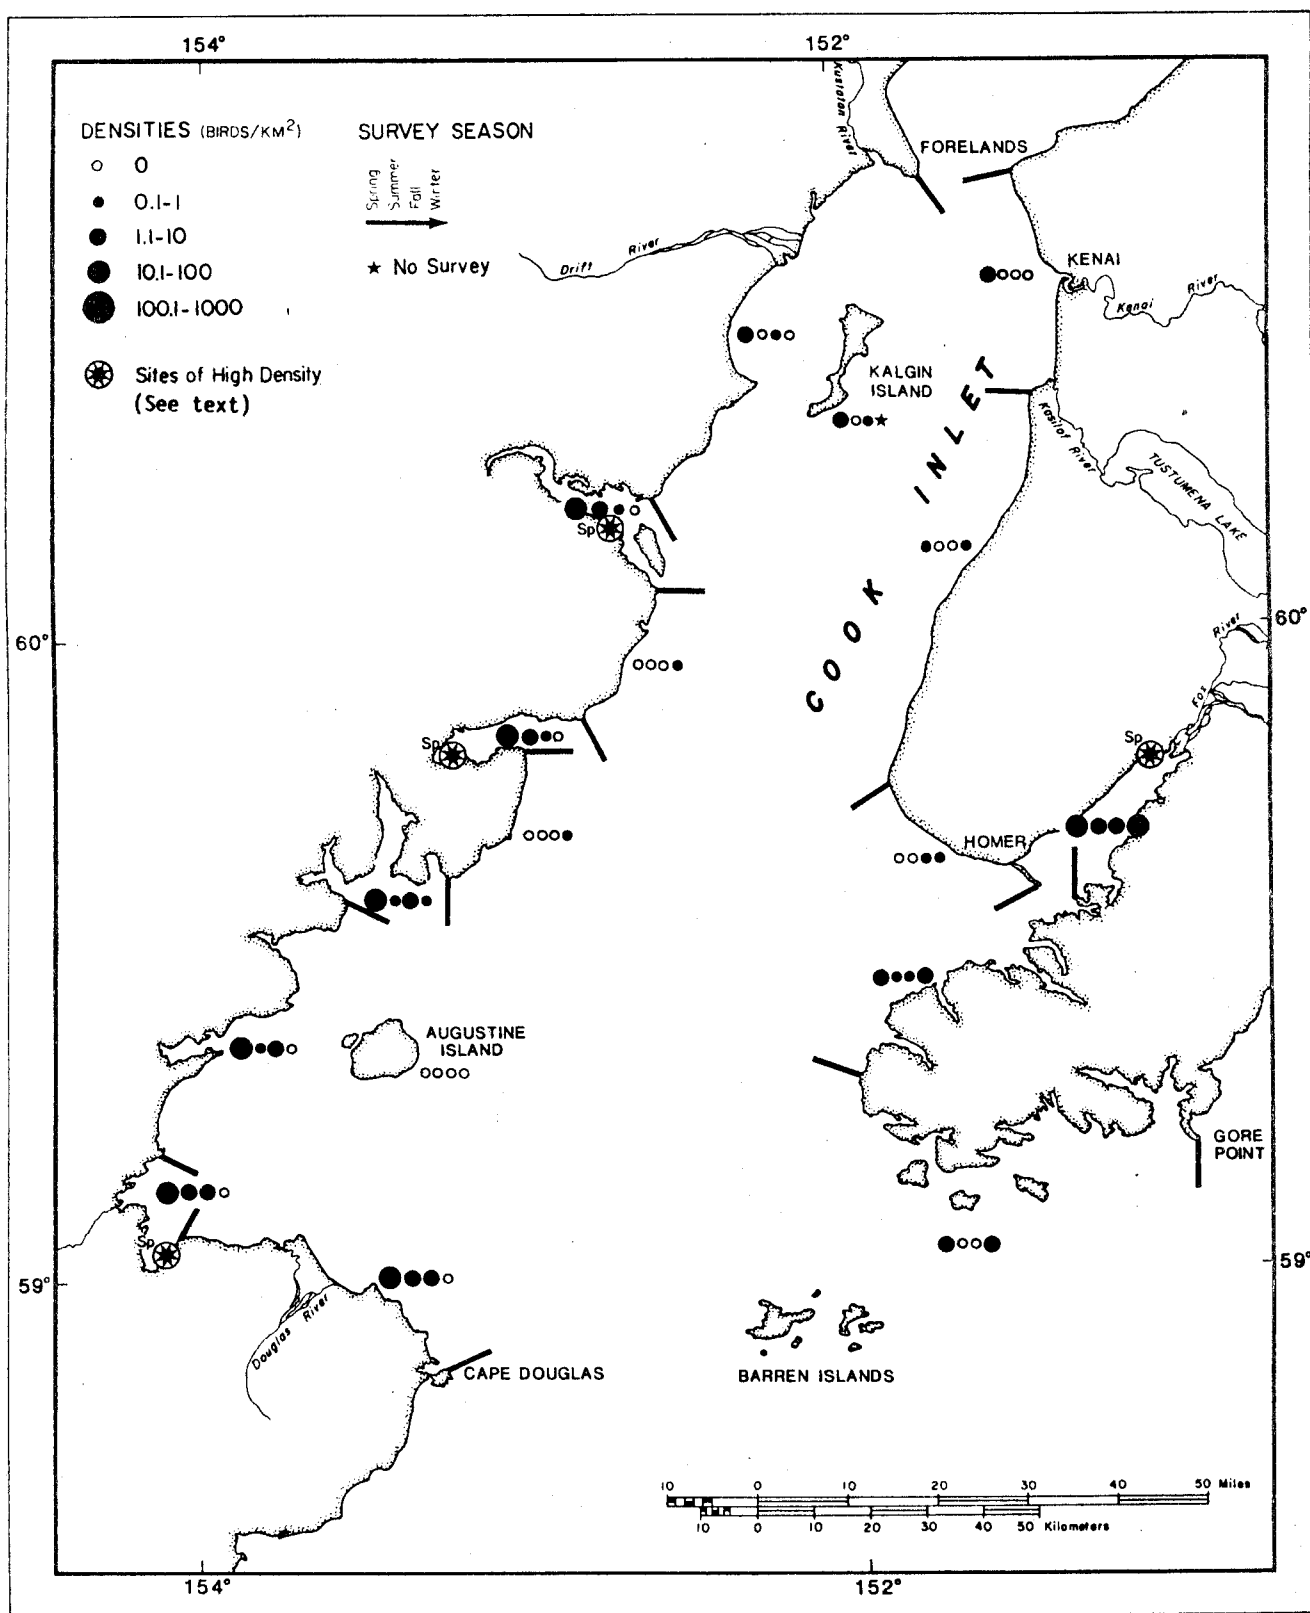 154°
152°
DENSITIES (BIRDS/KM²)
0
0.1-1
1.1-10
10.1-100
100.1-1000
Sites of High Density
(See text)
SURVEY SEASON
Spring
Summer
Fall
Winter
★ No Survey
Kustatan River
FORELANDS
Drift River
KENAI
Kenai River
KALGIN
ISLAND
Kasilof River
TUSTUMENA LAKE
COOK INLET
Sp
60°
60°
Fox River
Sp
Sp
HOMER
AUGUSTINE
ISLAND
GORE
POINT
Sp
59°
59°
Douglas River
CAPE DOUGLAS
BARREN ISLANDS
10 0 10 20 30 40 50 Miles
10 0 10 20 30 40 50 Kilometers
154°
152°